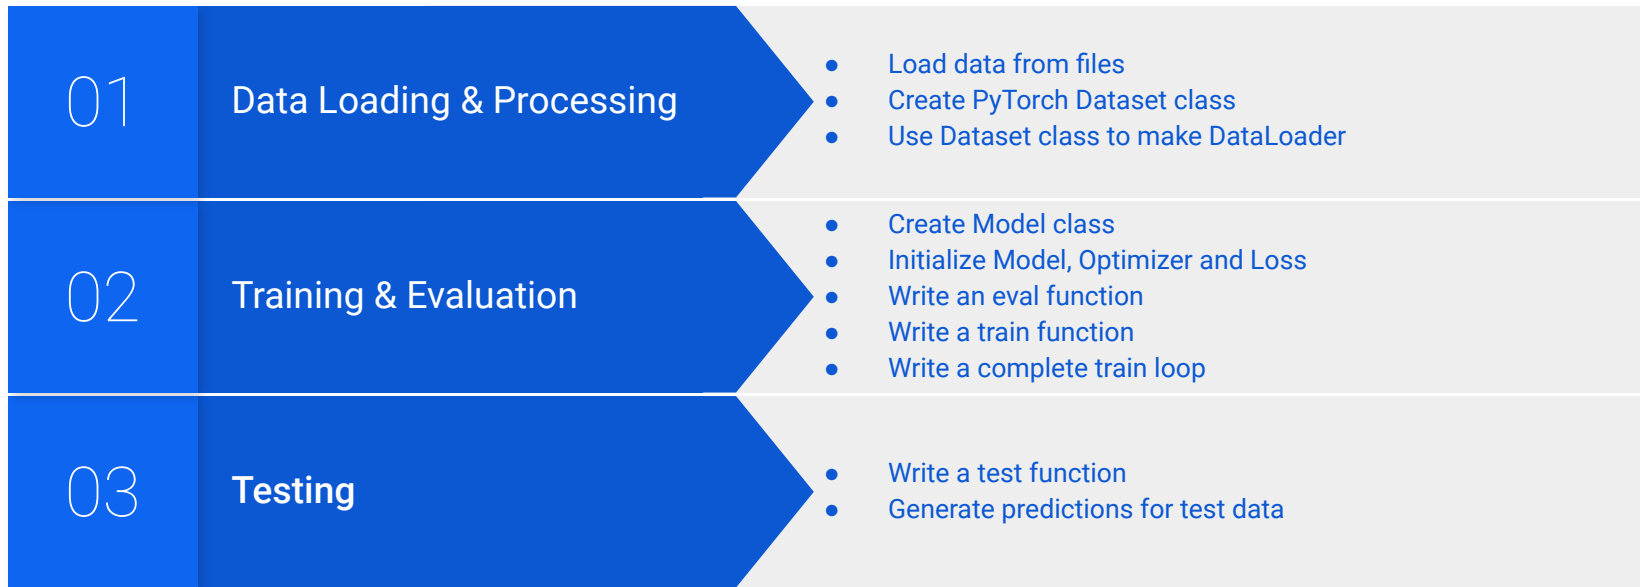 01
Data Loading & Processing
● Load data from files
● Create PyTorch Dataset class
● Use Dataset class to make DataLoader
02
Training & Evaluation
● Create Model class
● Initialize Model, Optimizer and Loss
● Write an eval function
● Write a train function
● Write a complete train loop
03
Testing
● Write a test function
● Generate predictions for test data